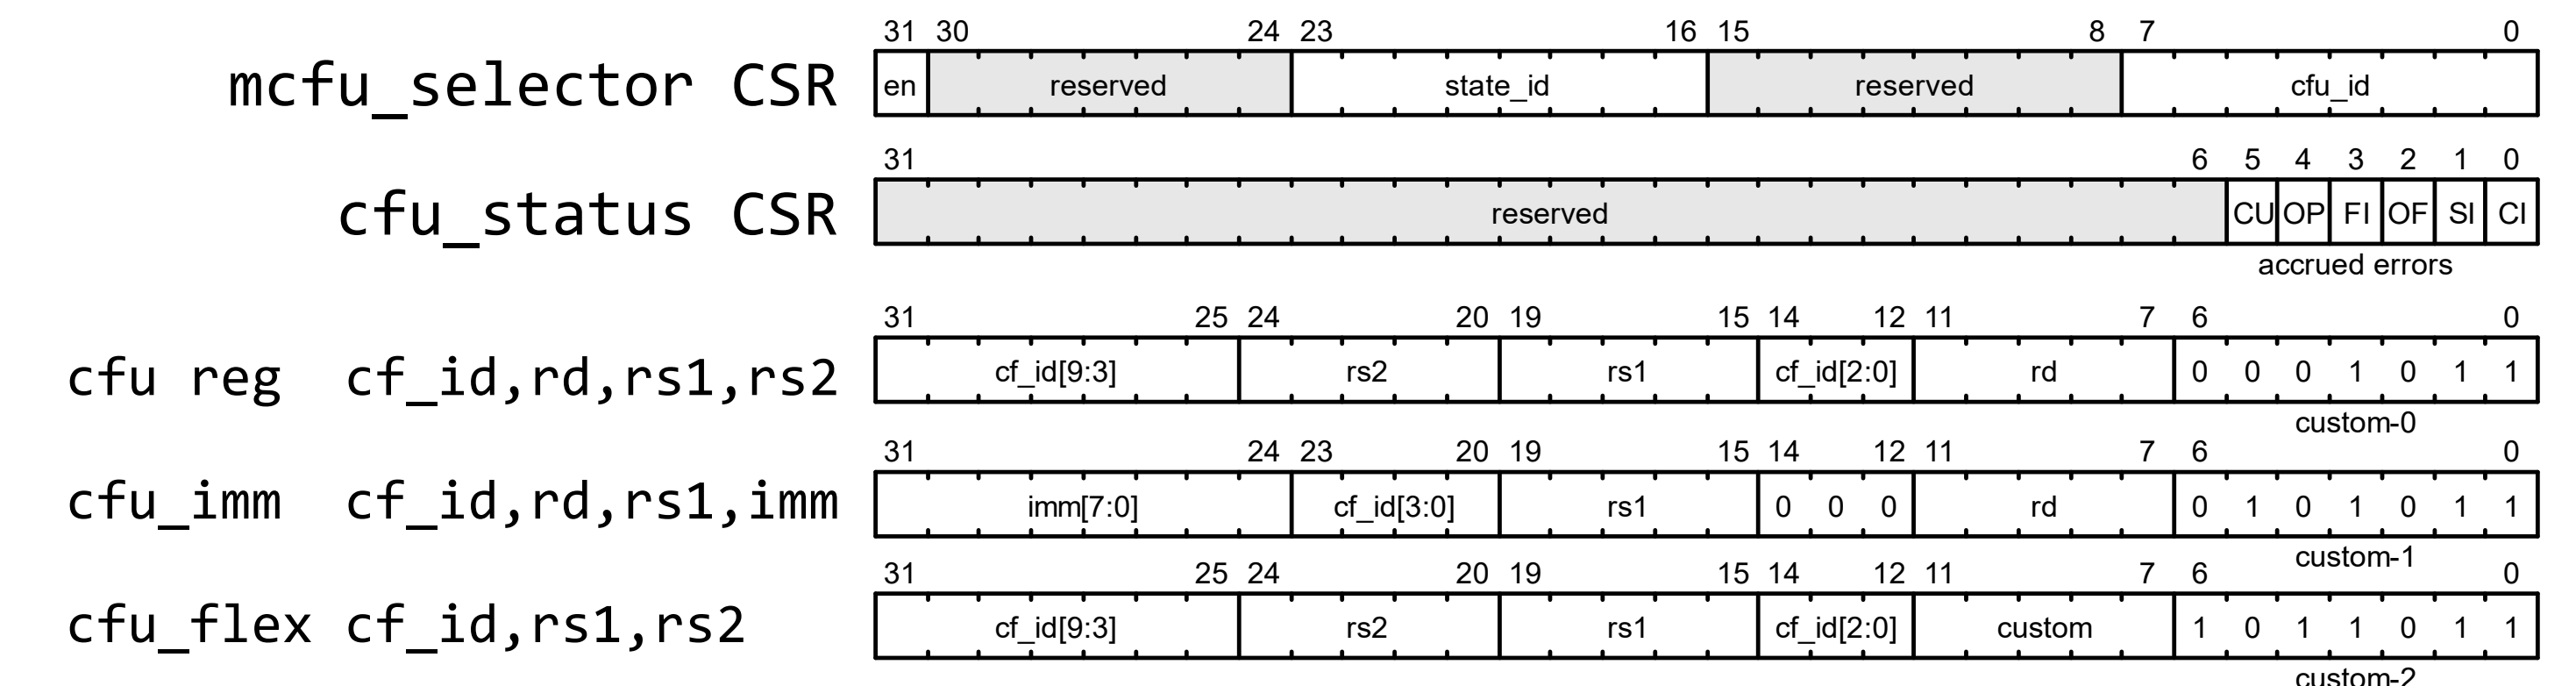 31 30 24 23 16 15 8 7 0
mcfu_selector CSR en reserved state_id reserved cfu_id
31 6 5 4 3 2 1 0
cfu_status CSR reserved CU OP FI OF SI CI
accrued errors
31 25 24 20 19 15 14 12 11 7 6 0
cfu reg cf_id,rd,rs1,rs2 cf_id[9:3] rs2 rs1 cf_id[2:0] rd 0 0 0 1 0 1 1
custom-0
31 24 23 20 19 15 14 12 11 7 6 0
cfu_imm cf_id,rd,rs1,imm imm[7:0] cf_id[3:0] rs1 0 0 0 rd 0 1 0 1 0 1 1
custom-1
31 25 24 20 19 15 14 12 11 7 6 0
cfu_flex cf_id,rs1,rs2 cf_id[9:3] rs2 rs1 cf_id[2:0] custom 1 0 1 1 0 1 1
custom-2